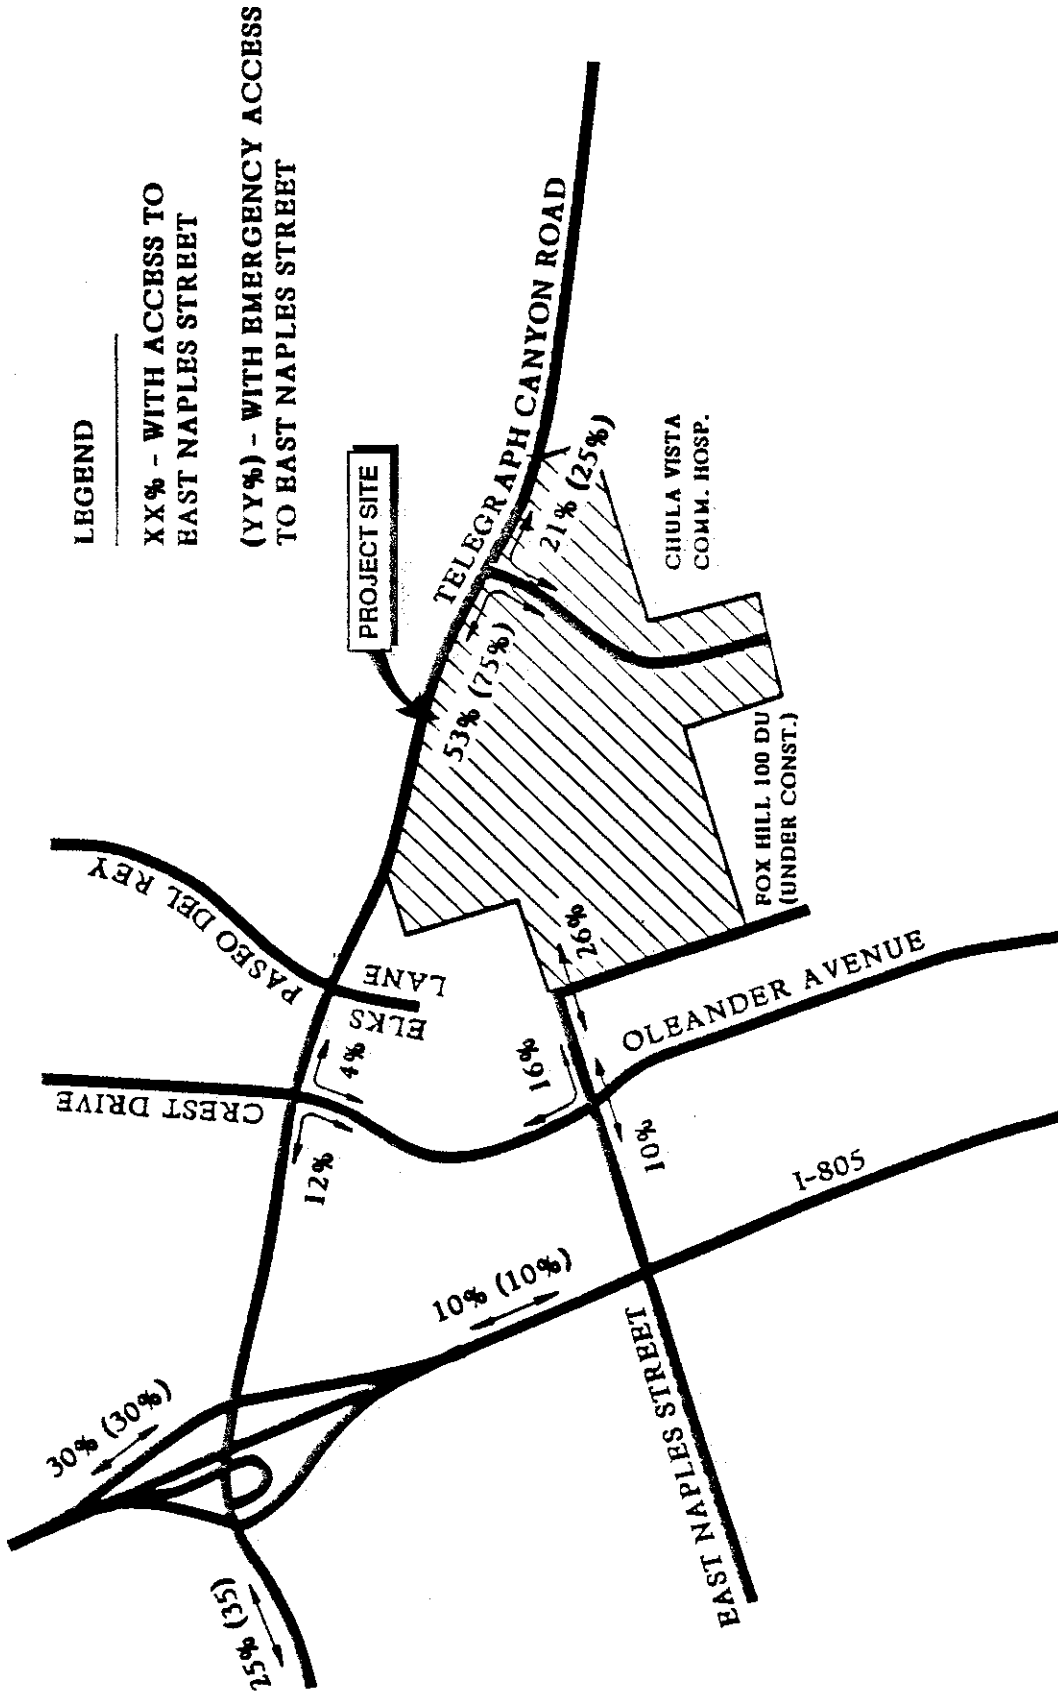 LEGEND
XX% - WITH ACCESS TO
EAST NAPLES STREET
(YY%) - WITH EMERGENCY ACCESS
TO EAST NAPLES STREET
PROJECT SITE
TELEGRAPH CANYON ROAD
21% (25%)
53% (75%)
CHULA VISTA
COMM. HOSP.
FOX HILL 100 DU
(UNDER CONST.)
PASEO DEL REY
ELKS
LANE
CREST DRIVE
4%
12%
16%
26%
10%
OLEANDER AVENUE
I-805
10% (10%)
30% (30%)
25% (35)
EAST NAPLES STREET